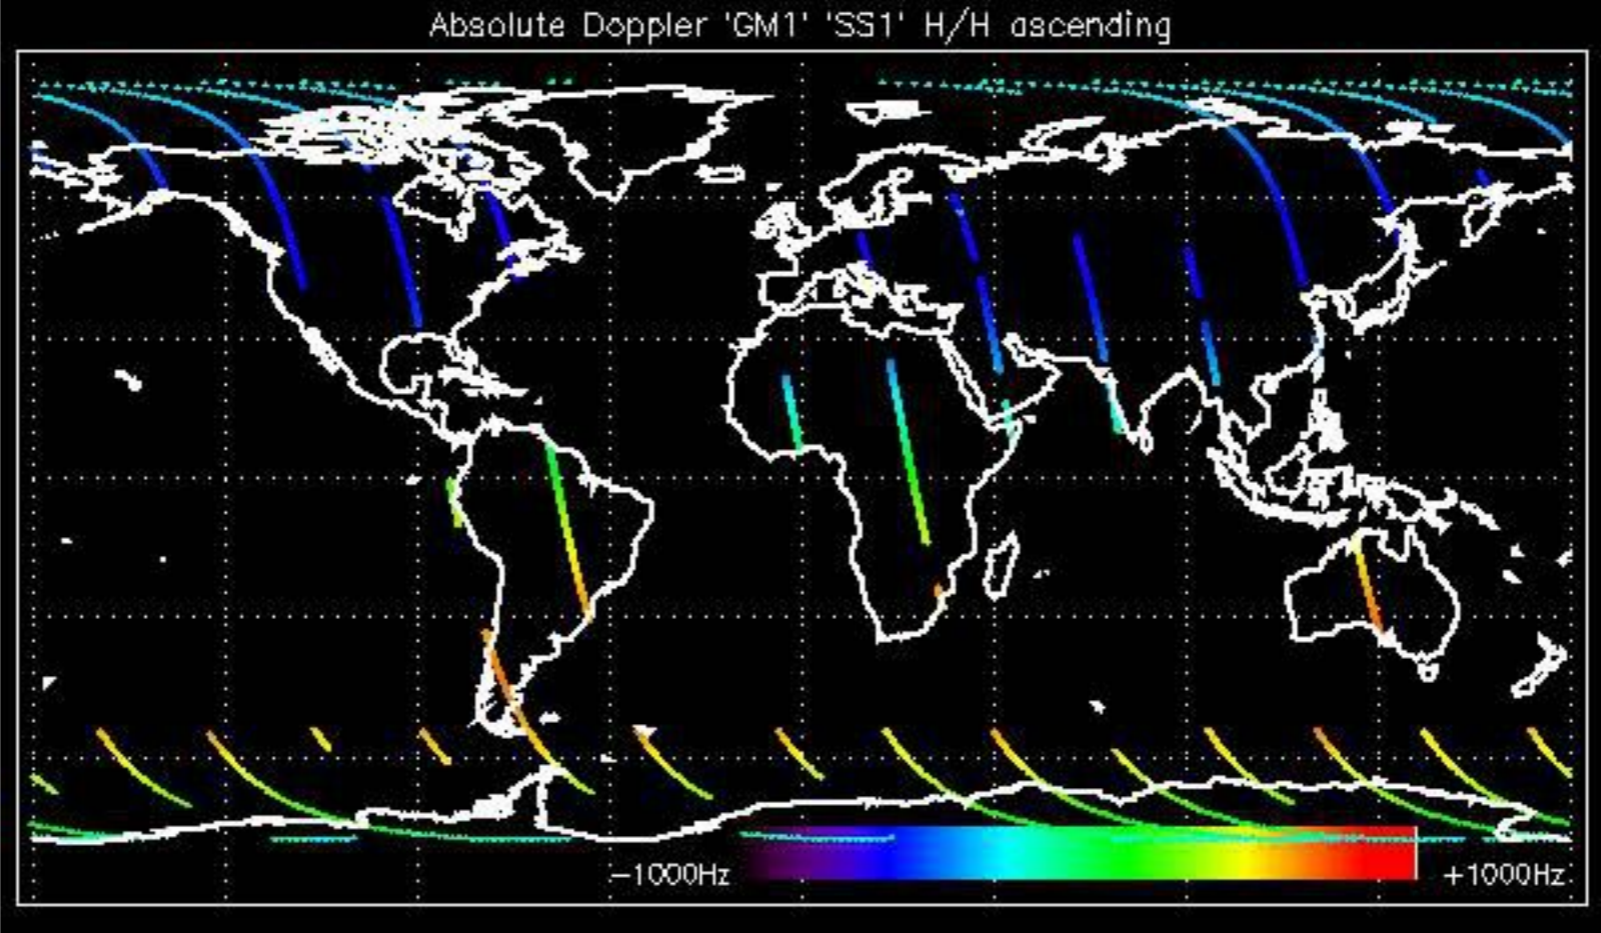 Absolute Doppler 'GM1' 'SS1' H/H ascending
−1000Hz +1000Hz